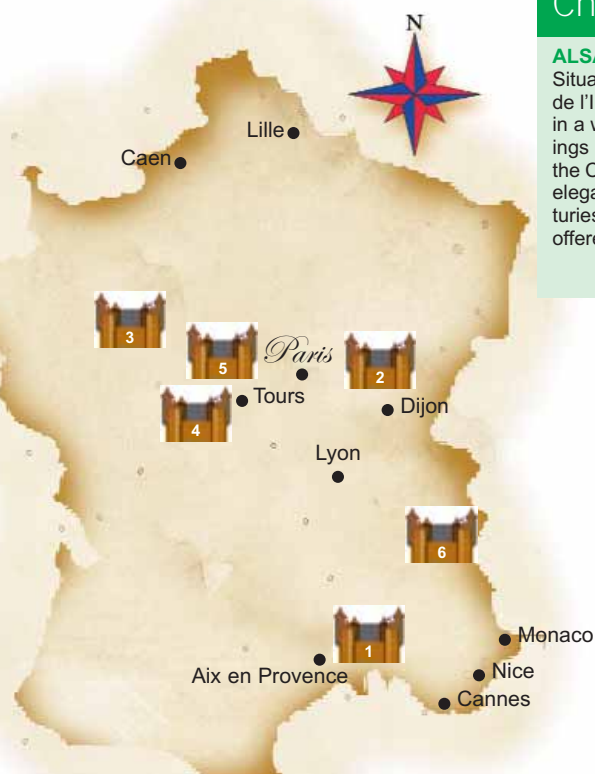 N
Lille
Caen
3
5
Paris
2
Tours
4
Dijon
Lyon
6
1
Monaco
Aix en Provence
Nice
Cannes
ALSA
Situa
de l'I
in a v
ings
the C
elega
turies
offere